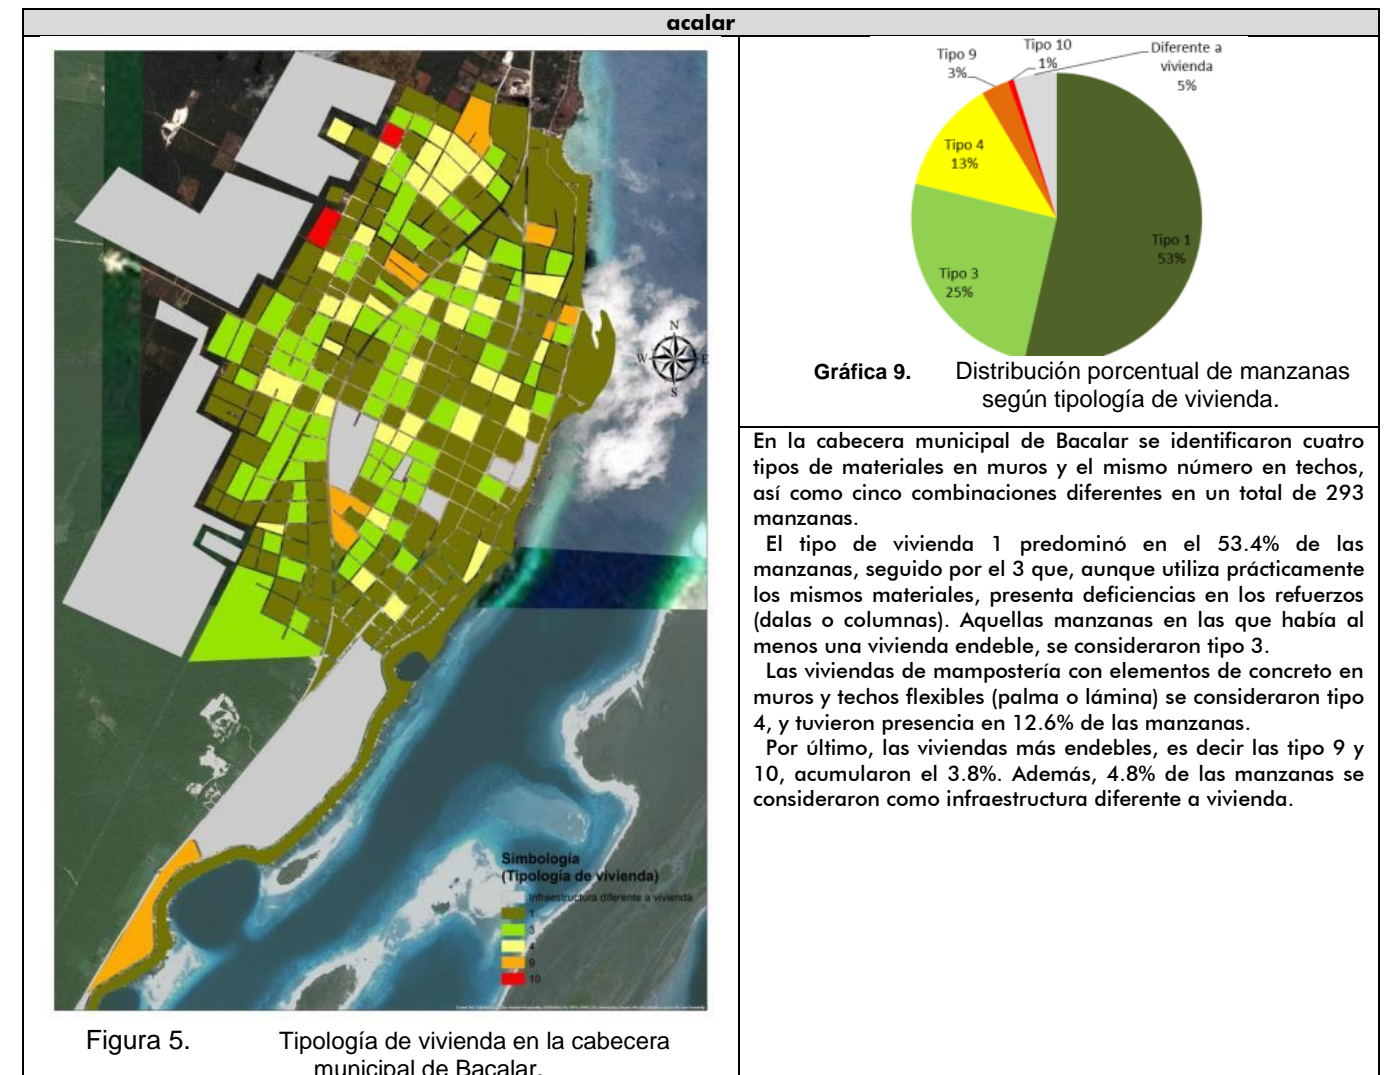 acalar
N
W
E
S
Simbología
(Tipología de vivienda)
Infraestructura diferente a vivienda
1
3
4
9
10
Figura 5. Tipología de vivienda en la cabecera
municipal de Bacalar.
Tipo 9
3%
Tipo 10
1%
Diferente a
vivienda
5%
Tipo 4
13%
Tipo 1
53%
Tipo 3
25%
Gráfica 9. Distribución porcentual de manzanas
según tipología de vivienda.
En la cabecera municipal de Bacalar se identificaron cuatro
tipos de materiales en muros y el mismo número en techos,
así como cinco combinaciones diferentes en un total de 293
manzanas.
El tipo de vivienda 1 predominó en el 53.4% de las
manzanas, seguido por el 3 que, aunque utiliza prácticamente
los mismos materiales, presenta deficiencias en los refuerzos
(dalas o columnas). Aquellas manzanas en las que había al
menos una vivienda endeble, se consideraron tipo 3.
Las viviendas de mampostería con elementos de concreto en
muros y techos flexibles (palma o lámina) se consideraron tipo
4, y tuvieron presencia en 12.6% de las manzanas.
Por último, las viviendas más endebles, es decir las tipo 9 y
10, acumularon el 3.8%. Además, 4.8% de las manzanas se
consideraron como infraestructura diferente a vivienda.